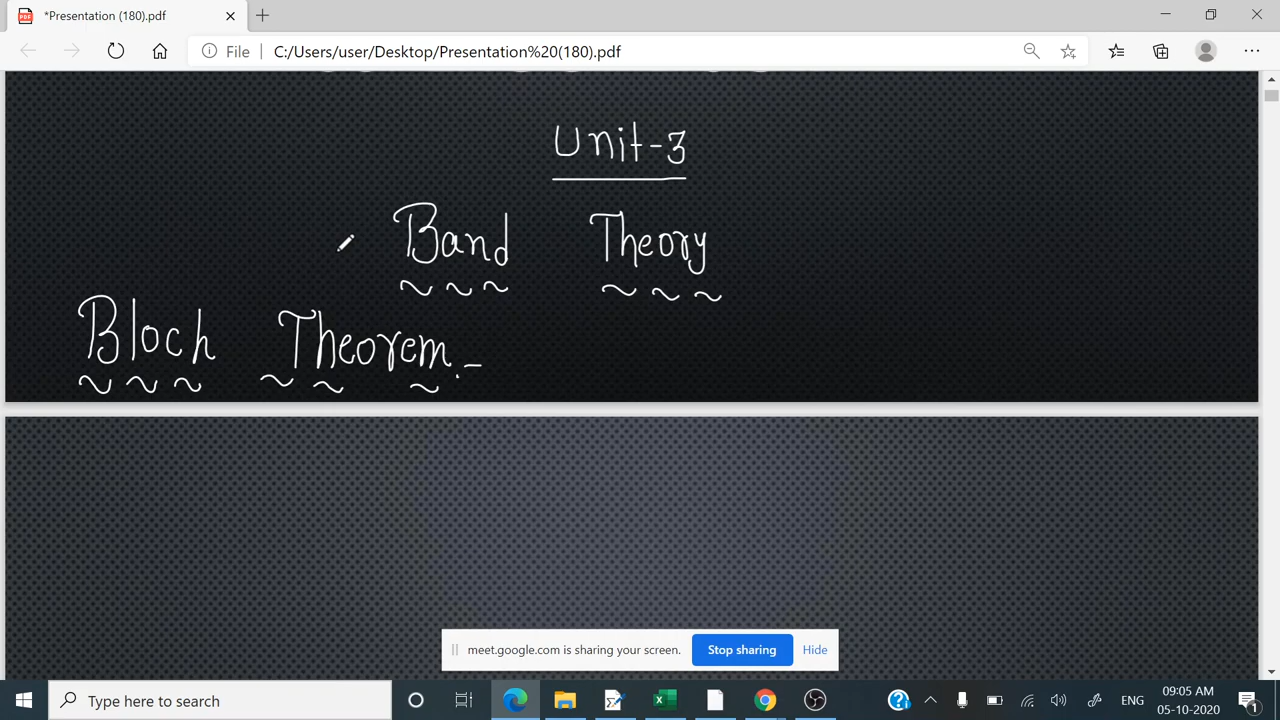 *Presentation (180).pdf
File
C:/Users/user/Desktop/Presentation%20(180).pdf
Unit-3
Band Theory
Bloch Theorem :-
meet.google.com is sharing your screen.
Stop sharing
Hide
Type here to search
ENG
09:05 AM
05-10-2020
1